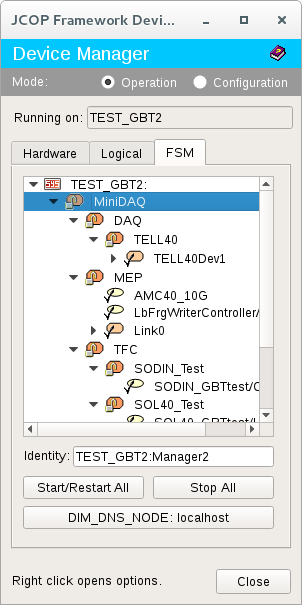 JCOP Framework Devi...
Device Manager
Mode: Operation Configuration
Running on: TEST_GBT2
Hardware Logical FSM
TEST_GBT2:
MiniDAQ
DAQ
TELL40
TELL40Dev1
MEP
AMC40_10G
LbFrgWriterController/
Link0
TFC
SODIN_Test
SODIN_GBTtest/
SOL40_Test
SOL40_GBTtest/
Identity: TEST_GBT2:Manager2
Start/Restart All Stop All
DIM_DNS_NODE: localhost
Right click opens options. Close